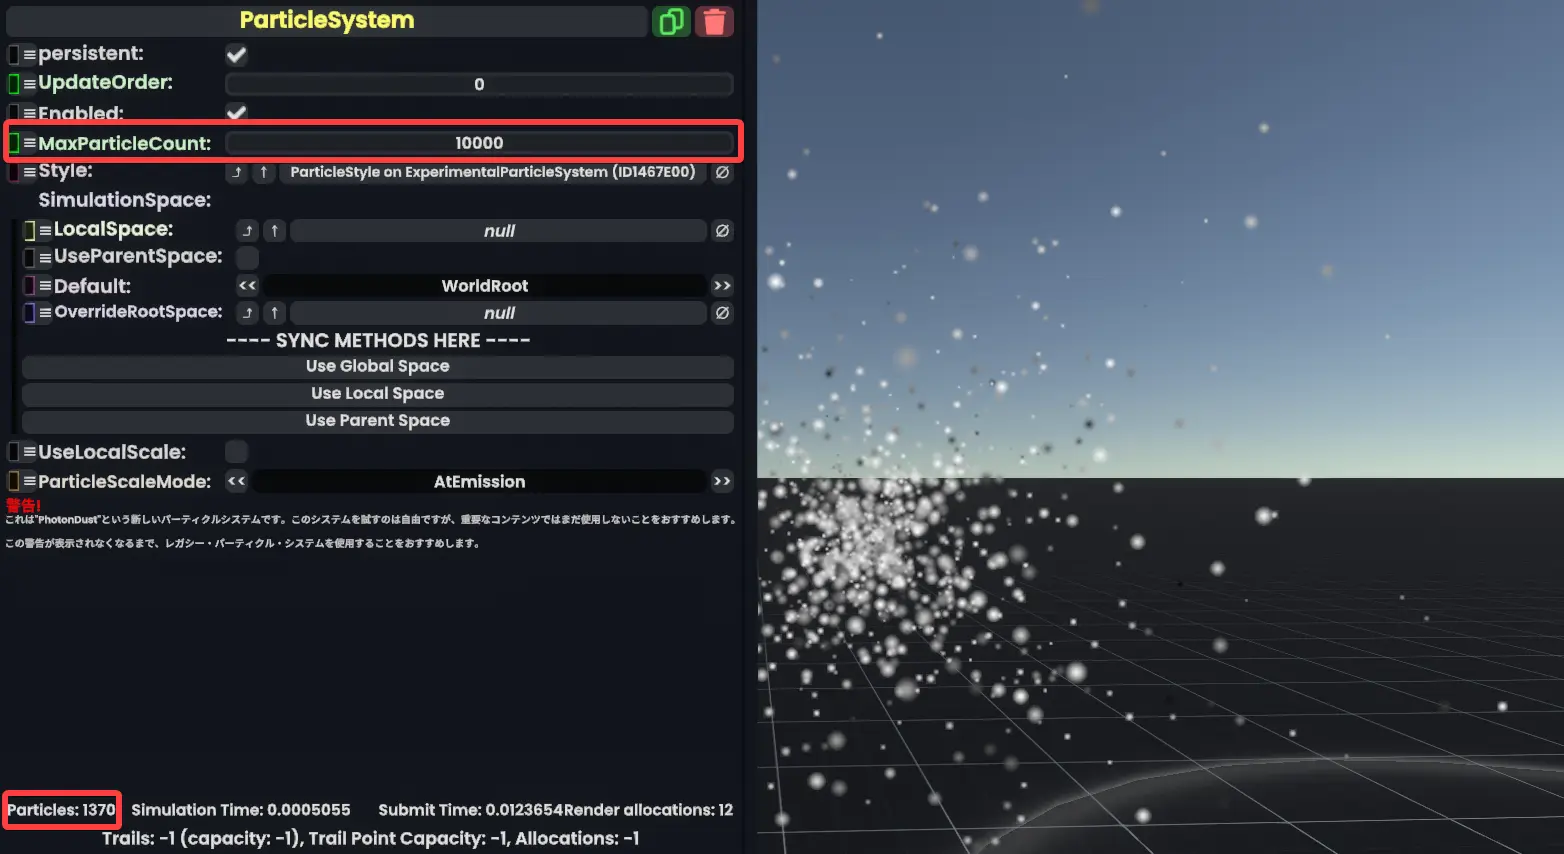 ParticleSystem
persistent:
UpdateOrder: 0
Enabled:
MaxParticleCount: 10000
Style: ParticleStyle on ExperimentalParticleSystem (ID1467E00)
SimulationSpace:
LocalSpace: null
UseParentSpace:
Default: << WorldRoot >>
OverrideRootSpace: null
---- SYNC METHODS HERE ----
Use Global Space
Use Local Space
Use Parent Space
UseLocalScale:
ParticleScaleMode: << AtEmission >>
警告!
これは"PhotonDust"という新しいパーティクルシステムです。このシステムを試すのは自由ですが、重要なコンテンツではまだ使用しないことをおすすめします。
この警告が表示されなくなるまで、レガシー・パーティクル・システムを使用することをおすすめします。
Particles: 1370 Simulation Time: 0.0005055 Submit Time: 0.0123654Render allocations: 12
Trails: -1 (capacity: -1), Trail Point Capacity: -1, Allocations: -1